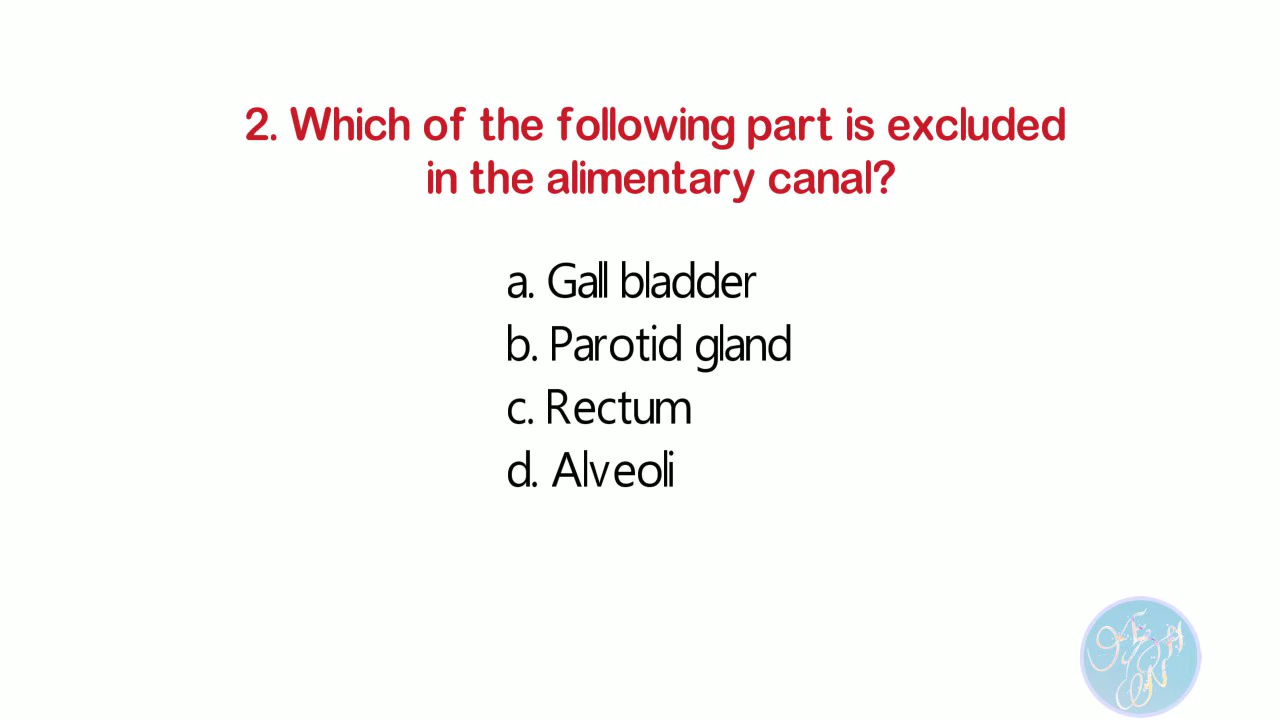 2. Which of the following part is excluded
in the alimentary canal?
a. Gall bladder
b. Parotid gland
c. Rectum
d. Alveoli